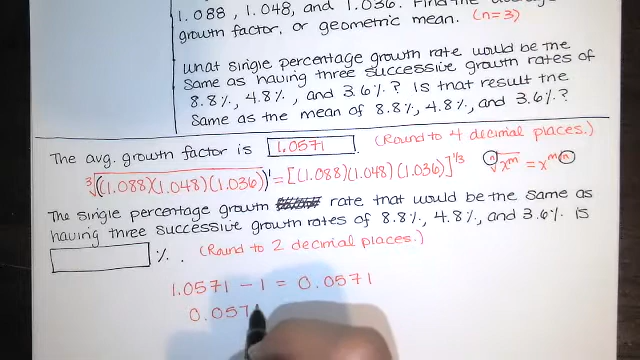 1.088, 1.048, and 1.036. Find the average
growth factor, or geometric mean. (n=3)
What single percentage growth rate would be the
same as having three successive growth rates of
8.8%, 4.8%, and 3.6%? Is that result the
same as the mean of 8.8%, 4.8%, and 3.6%?
The avg. growth factor is 1.0571 (Round to 4 decimal places.)
∛((1.088)(1.048)(1.036))¹ = [(1.088)(1.048)(1.036)]^1/3 ⁿ√x^m = x^m/n
The single percentage growth rate that would be the same as
having three successive growth rates of 8.8%, 4.8%, and 3.6% is
%. (Round to 2 decimal places.)
1.0571 - 1 = 0.0571
0.057